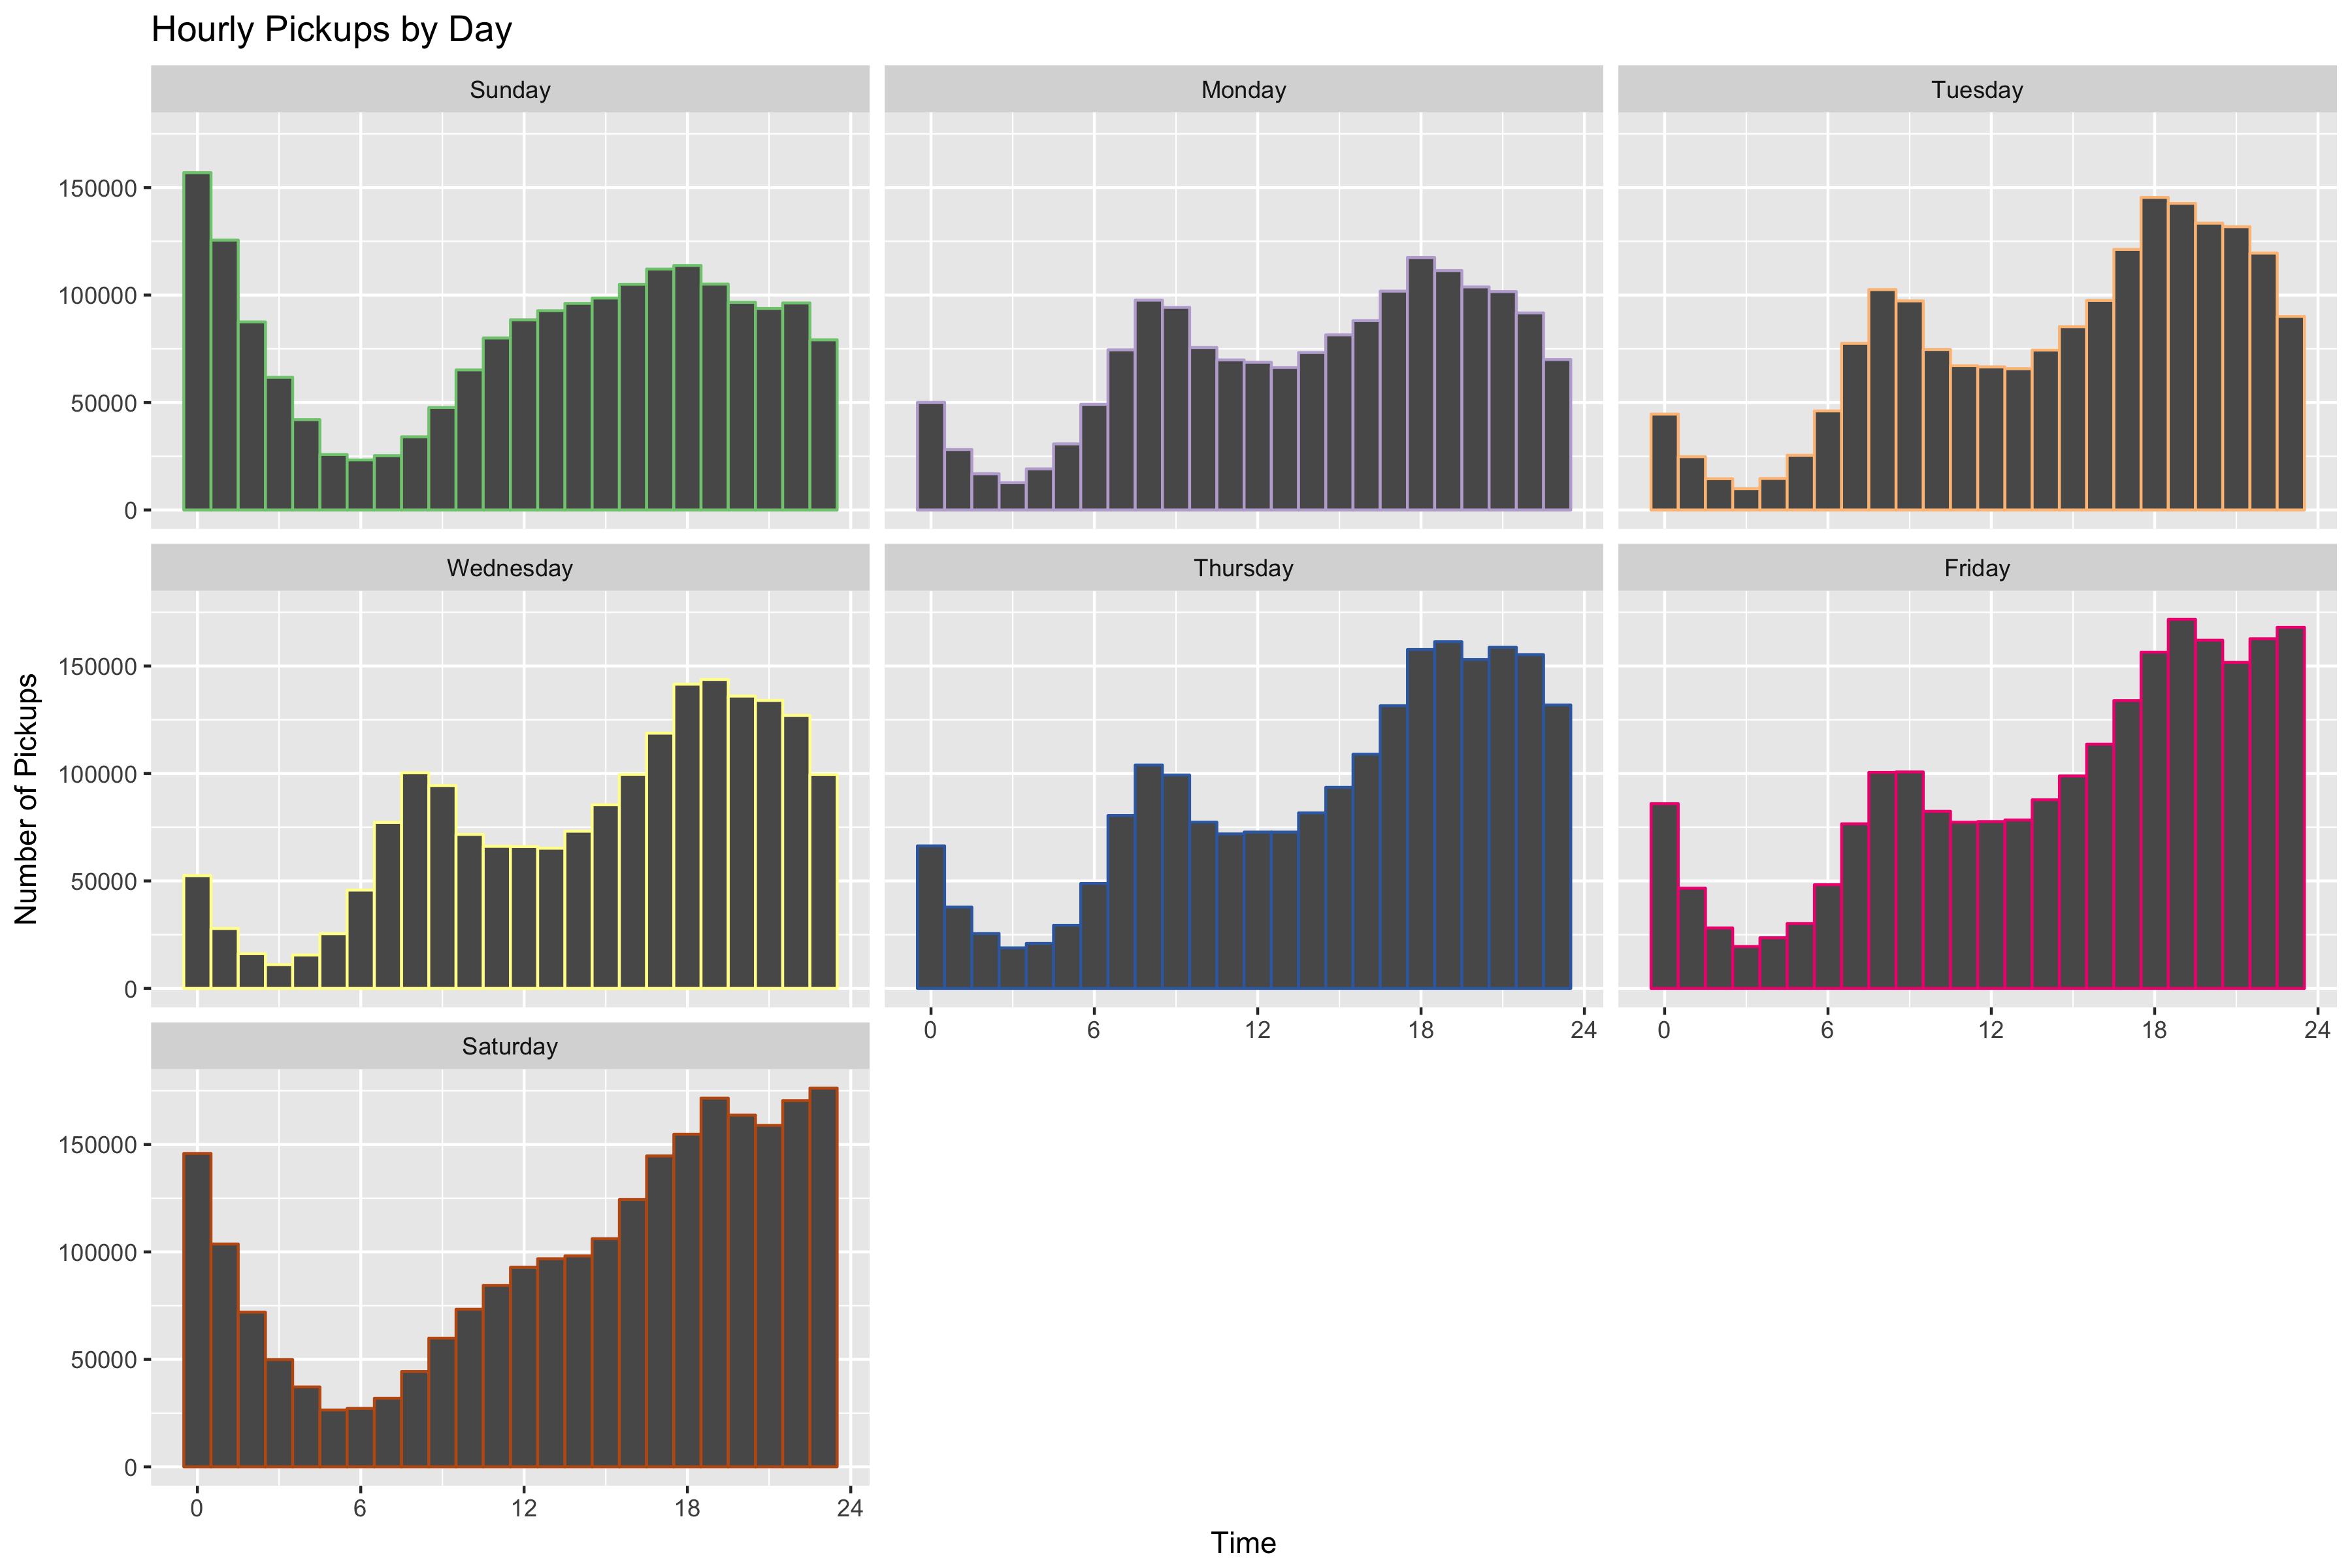 Hourly Pickups by Day
Sunday
Monday
Tuesday
150000
100000
50000
0
Wednesday
Thursday
Friday
150000
100000
50000
0
0 6 12 18 24
0 6 12 18 24
Saturday
150000
100000
50000
0
0 6 12 18 24
Number of Pickups
Time